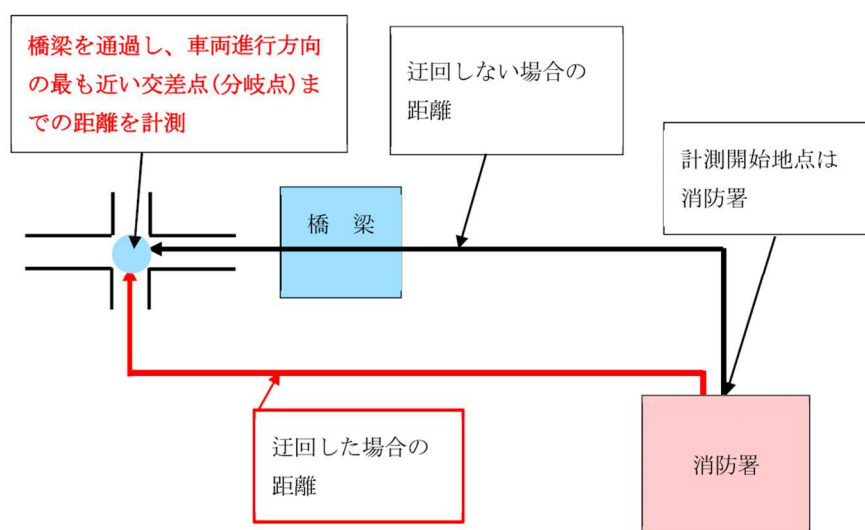 橋梁を通過し、車両進行方向
の最も近い交差点(分岐点)ま
での距離を計測
迂回しない場合の
距離
計測開始地点は
消防署
橋　梁
迂回した場合の
距離
消防署